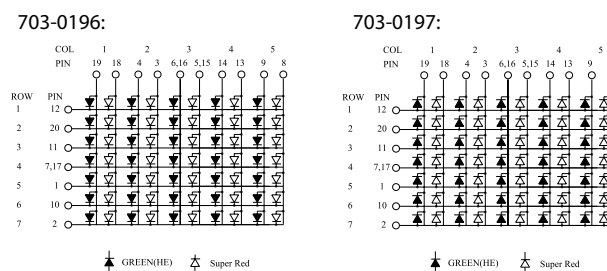 703-0196:
COL 1 2 3 4 5
PIN 19 18 4 3 6,16 5,15 14 13 9 8
ROW PIN
1 12
2 20
3 11
4 7,17
5 1
6 10
7 2
GREEN(HE) Super Red
703-0197:
COL 1 2 3 4 5
PIN 19 18 4 3 6,16 5,15 14 13 9
ROW PIN
1 12
2 20
3 11
4 7,17
5 1
6 10
7 2
GREEN(HE) Super Red